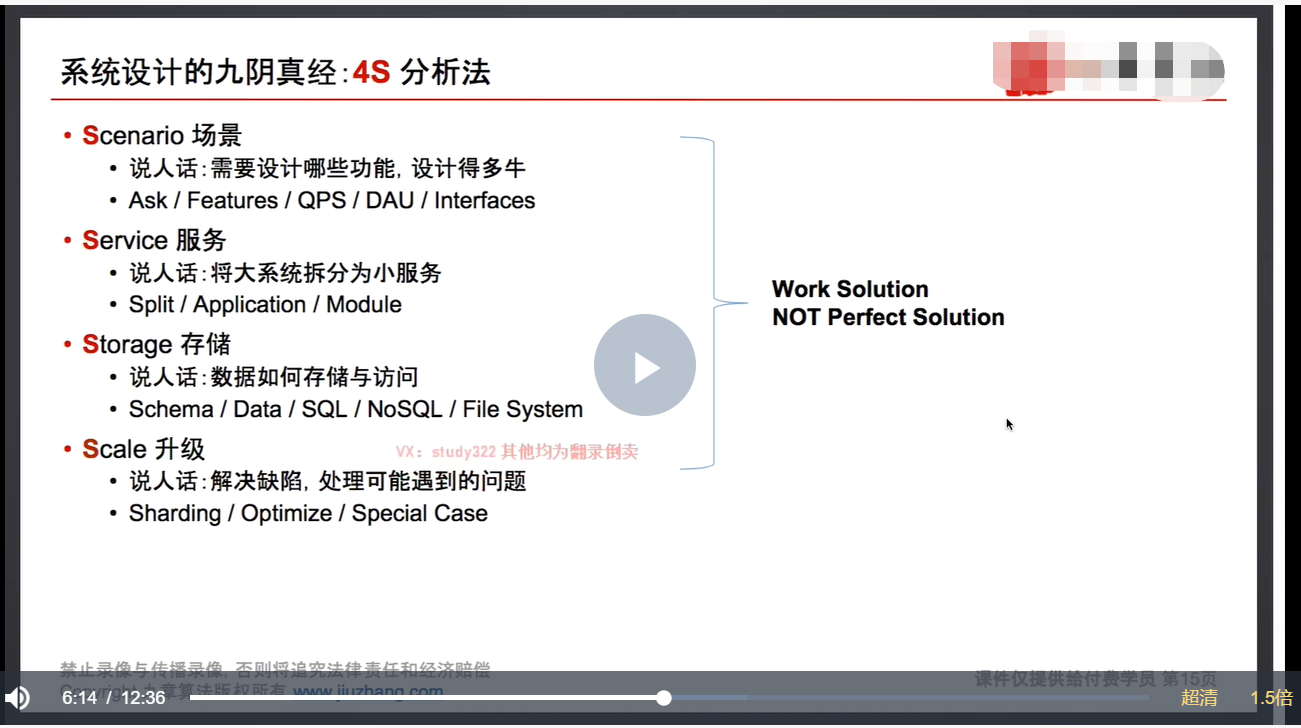 系统设计的九阴真经:4S 分析法
• Scenario 场景
• 说人话:需要设计哪些功能, 设计得多牛
• Ask / Features / QPS / DAU / Interfaces
• Service 服务
• 说人话:将大系统拆分为小服务
• Split / Application / Module
• Storage 存储
• 说人话:数据如何存储与访问
• Schema / Data / SQL / NoSQL / File System
• Scale 升级
VX: study322 其他均为翻录倒卖
• 说人话:解决缺陷, 处理可能遇到的问题
• Sharding / Optimize / Special Case
Work Solution
NOT Perfect Solution
禁止录像与传播录像, 否则将追究法律责任和经济赔偿
Copyright 九章算法版权所有 www.jiuzhang.com
课件仅提供给付费学员 第15页
6:14 / 12:36
超清
1.5倍